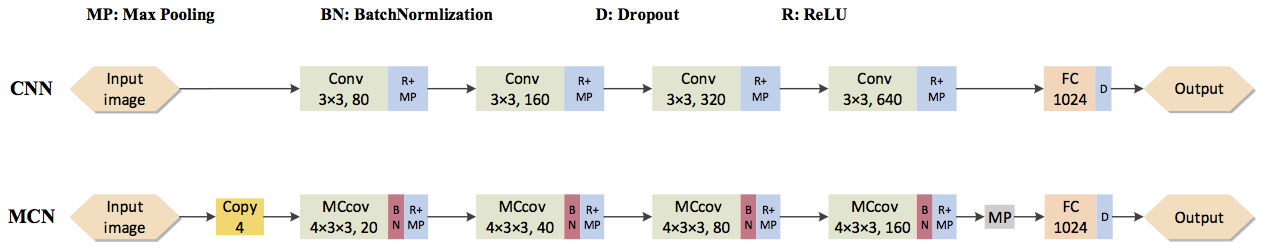 MP: Max Pooling BN: BatchNormlization D: Dropout R: ReLU
CNN
Input
image
Conv
3×3, 80
R+
MP
Conv
3×3, 160
R+
MP
Conv
3×3, 320
R+
MP
Conv
3×3, 640
R+
MP
FC
1024
D
Output
MCN
Input
image
Copy
4
MCcov
4×3×3, 20
B
N
R+
MP
MCcov
4×3×3, 40
B
N
R+
MP
MCcov
4×3×3, 80
B
N
R+
MP
MCcov
4×3×3, 160
B
N
R+
MP
MP
FC
1024
D
Output